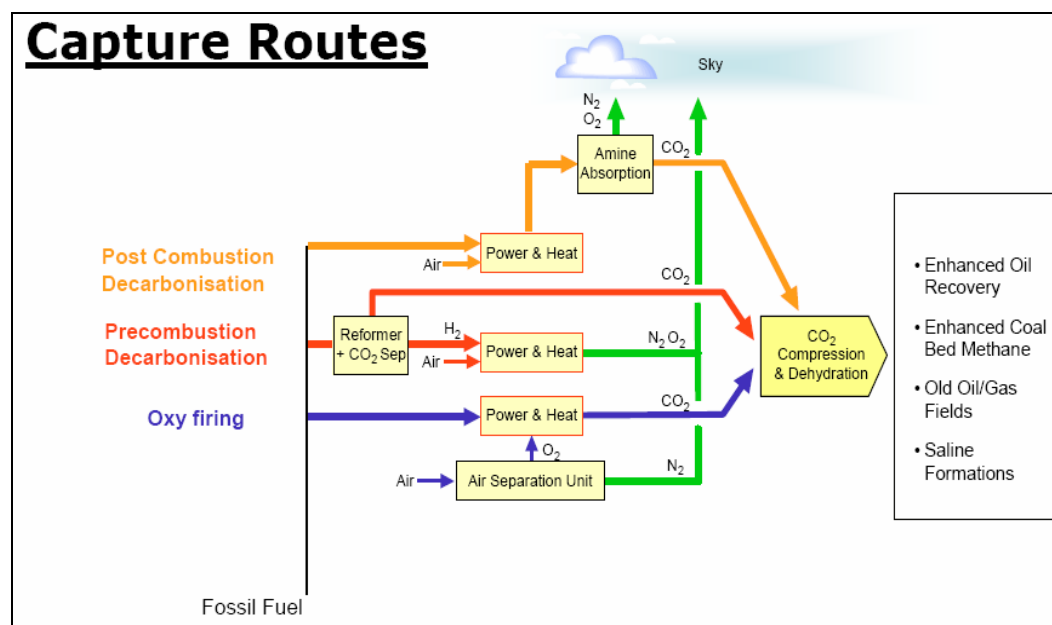 Capture Routes
Sky
N₂
O₂
Amine
Absorption
CO₂
Post Combustion
Decarbonisation
Power & Heat
Air
CO₂
Precombustion
Decarbonisation
Reformer
+ CO₂ Sep
H₂
Air
Power & Heat
N₂ O₂
CO₂
Compression
& Dehydration
Oxy firing
Power & Heat
CO₂
O₂
Air
Air Separation Unit
N₂
Fossil Fuel
• Enhanced Oil
Recovery
• Enhanced Coal
Bed Methane
• Old Oil/Gas
Fields
• Saline
Formations